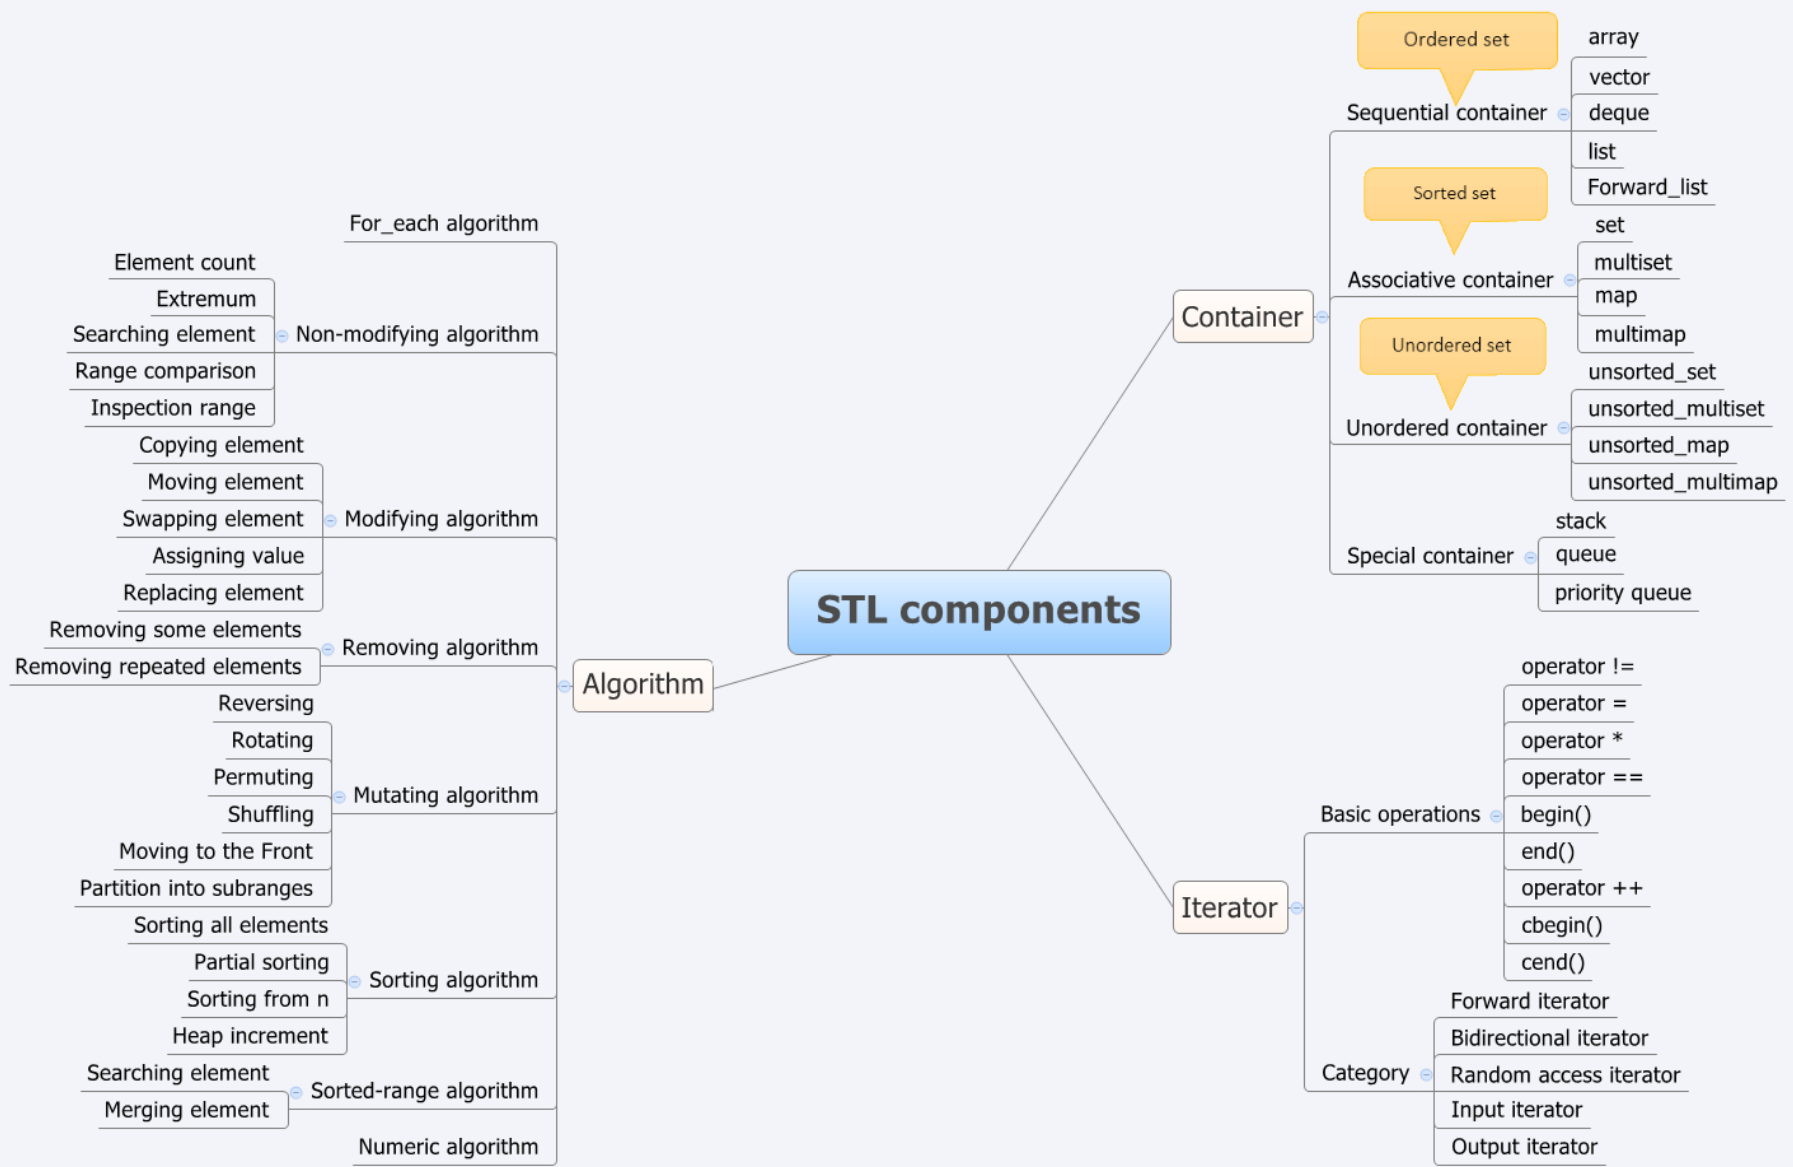 STL components
Container
Ordered set
Sequential container
array
vector
deque
list
Forward_list
Sorted set
Associative container
set
multiset
map
multimap
Unordered set
Unordered container
unsorted_set
unsorted_multiset
unsorted_map
unsorted_multimap
Special container
stack
queue
priority queue
Iterator
Basic operations
operator !=
operator =
operator *
operator ==
begin()
end()
operator ++
cbegin()
cend()
Category
Forward iterator
Bidirectional iterator
Random access iterator
Input iterator
Output iterator
Algorithm
For_each algorithm
Non-modifying algorithm
Element count
Extremum
Searching element
Range comparison
Inspection range
Modifying algorithm
Copying element
Moving element
Swapping element
Assigning value
Replacing element
Removing algorithm
Removing some elements
Removing repeated elements
Mutating algorithm
Reversing
Rotating
Permuting
Shuffling
Moving to the Front
Partition into subranges
Sorting algorithm
Sorting all elements
Partial sorting
Sorting from n
Heap increment
Sorted-range algorithm
Searching element
Merging element
Numeric algorithm